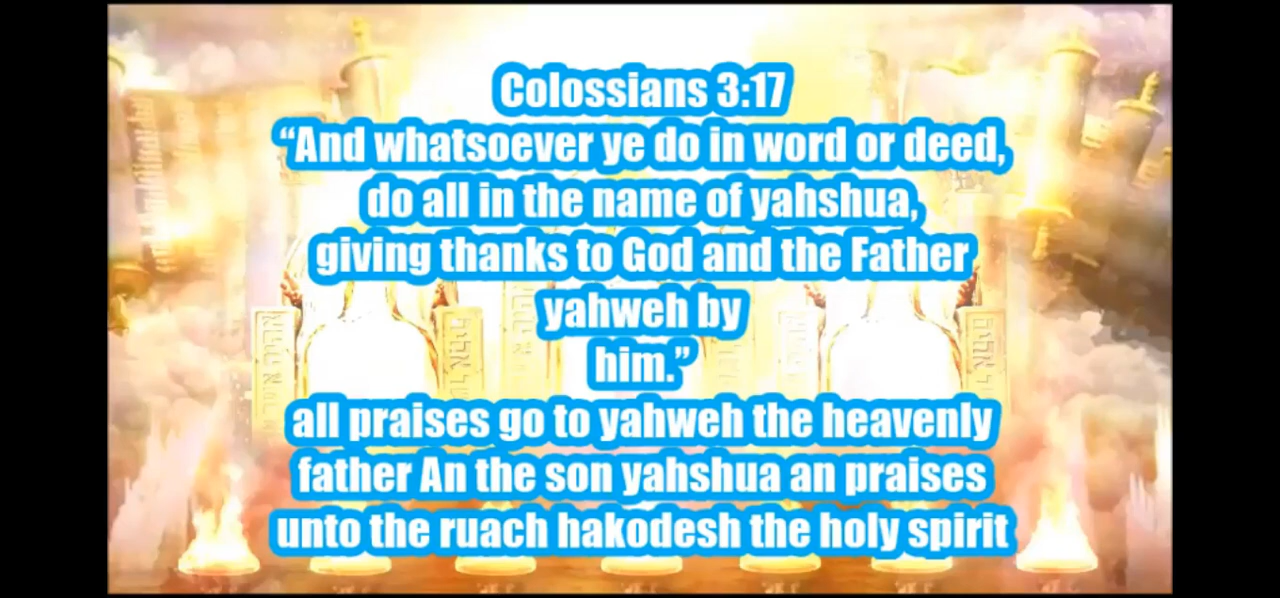 Colossians 3:17
“And whatsoever ye do in word or deed,
do all in the name of yahshua,
giving thanks to God and the Father
yahweh by
him.”
all praises go to yahweh the heavenly
father An the son yahshua an praises
unto the ruach hakodesh the holy spirit